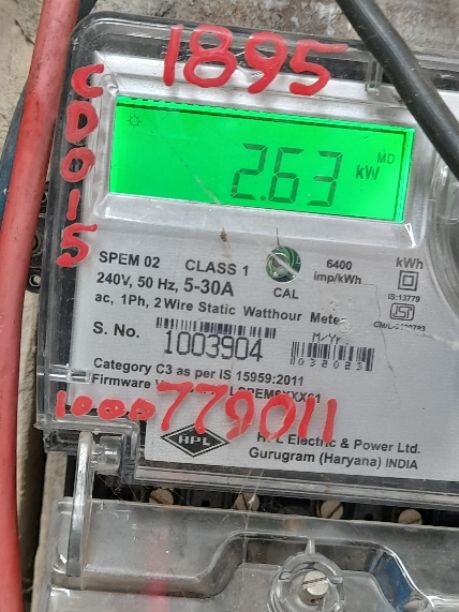 1895
CD015
MD
2.63 kW
SPEM 02 CLASS 1 6400 imp/kWh kWh
240V, 50 Hz, 5-30A CAL IS:13779
ac, 1Ph, 2 Wire Static Watthour Meter
S. No. 1003904 M/Yr
032023
Category C3 as per IS 15959:2011
Firmware
1000779011
HPL
HPL Electric & Power Ltd.
Gurugram (Haryana) INDIA